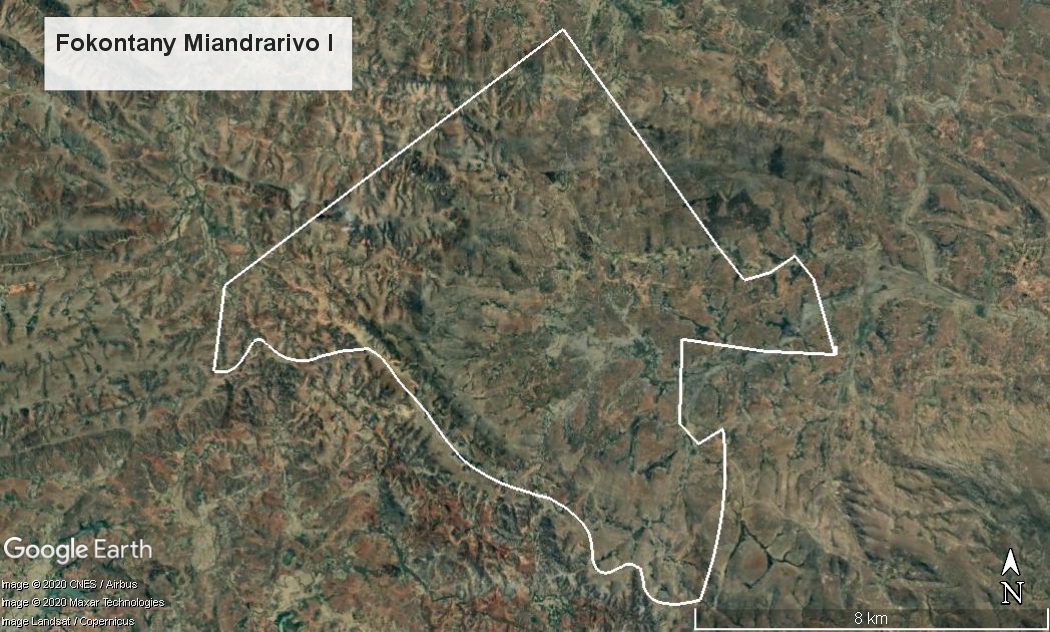 Fokontany Miandrarivo I
Google Earth
Image © 2020 CNES / Airbus
Image © 2020 Maxar Technologies
Image Landsat / Copernicus
N
8 km